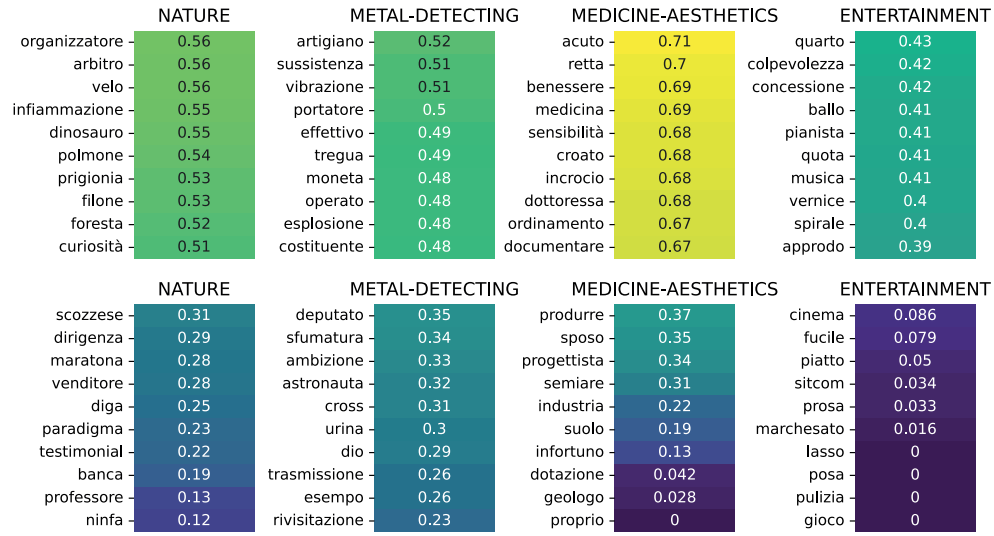 NATURE METAL-DETECTING MEDICINE-AESTHETICS ENTERTAINMENT
organizzatore 0.56 artigiano 0.52 acuto 0.71 quarto 0.43
arbitro 0.56 sussistenza 0.51 retta 0.7 colpevolezza 0.42
velo 0.56 vibrazione 0.51 benessere 0.69 concessione 0.42
infiammazione 0.55 portatore 0.5 medicina 0.69 ballo 0.41
dinosauro 0.55 effettivo 0.49 sensibilità 0.68 pianista 0.41
polmone 0.54 tregua 0.49 croato 0.68 quota 0.41
prigionia 0.53 moneta 0.48 incrocio 0.68 musica 0.41
filone 0.53 operato 0.48 dottoressa 0.68 vernice 0.4
foresta 0.52 esplosione 0.48 ordinamento 0.67 spirale 0.4
curiosità 0.51 costituente 0.48 documentare 0.67 approdo 0.39
NATURE METAL-DETECTING MEDICINE-AESTHETICS ENTERTAINMENT
scozzese 0.31 deputato 0.35 produrre 0.37 cinema 0.086
dirigenza 0.29 sfumatura 0.34 sposo 0.35 fucile 0.079
maratona 0.28 ambizione 0.33 progettista 0.34 piatto 0.05
venditore 0.28 astronauta 0.32 semiare 0.31 sitcom 0.034
diga 0.25 cross 0.31 industria 0.22 prosa 0.033
paradigma 0.23 urina 0.3 suolo 0.19 marchesato 0.016
testimonial 0.22 dio 0.29 infortuno 0.13 lasso 0
banca 0.19 trasmissione 0.26 dotazione 0.042 posa 0
professore 0.13 esempo 0.26 geologo 0.028 pulizia 0
ninfa 0.12 rivisitazione 0.23 proprio 0 gioco 0